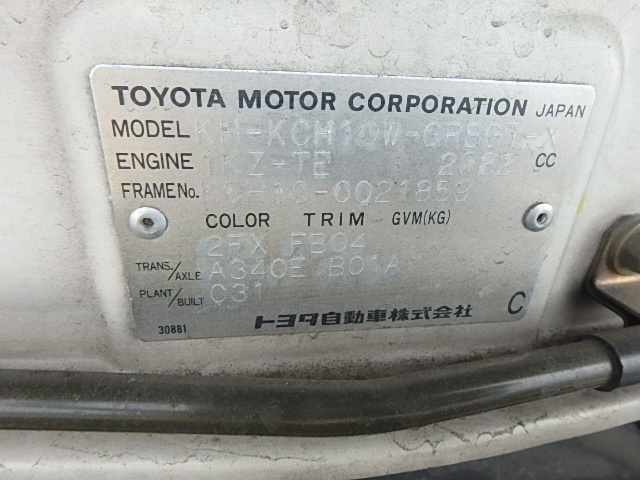 TOYOTA MOTOR CORPORATION JAPAN
MODEL KH-KCH10W-GRSGT-X
ENGINE 1KZ-TE 2982 CC
FRAME No. KCH10-0021859
COLOR TRIM GVM(KG)
2FX FB04
TRANS./AXLE A340E B01A
PLANT/BUILT C31
30881 トヨタ自動車株式会社 C